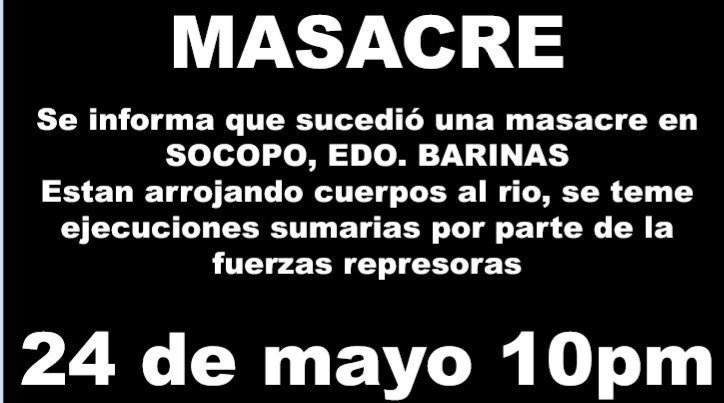 MASACRE
Se informa que sucedió una masacre en
SOCOPO, EDO. BARINAS
Estan arrojando cuerpos al rio, se teme
ejecuciones sumarias por parte de la
fuerzas represoras
24 de mayo 10pm